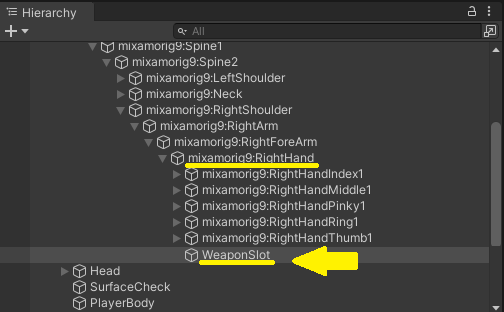 Hierarchy
All
mixamorig9:Spine1
mixamorig9:Spine2
mixamorig9:LeftShoulder
mixamorig9:Neck
mixamorig9:RightShoulder
mixamorig9:RightArm
mixamorig9:RightForeArm
mixamorig9:RightHand
mixamorig9:RightHandIndex1
mixamorig9:RightHandMiddle1
mixamorig9:RightHandPinky1
mixamorig9:RightHandRing1
mixamorig9:RightHandThumb1
WeaponSlot
Head
SurfaceCheck
PlayerBody